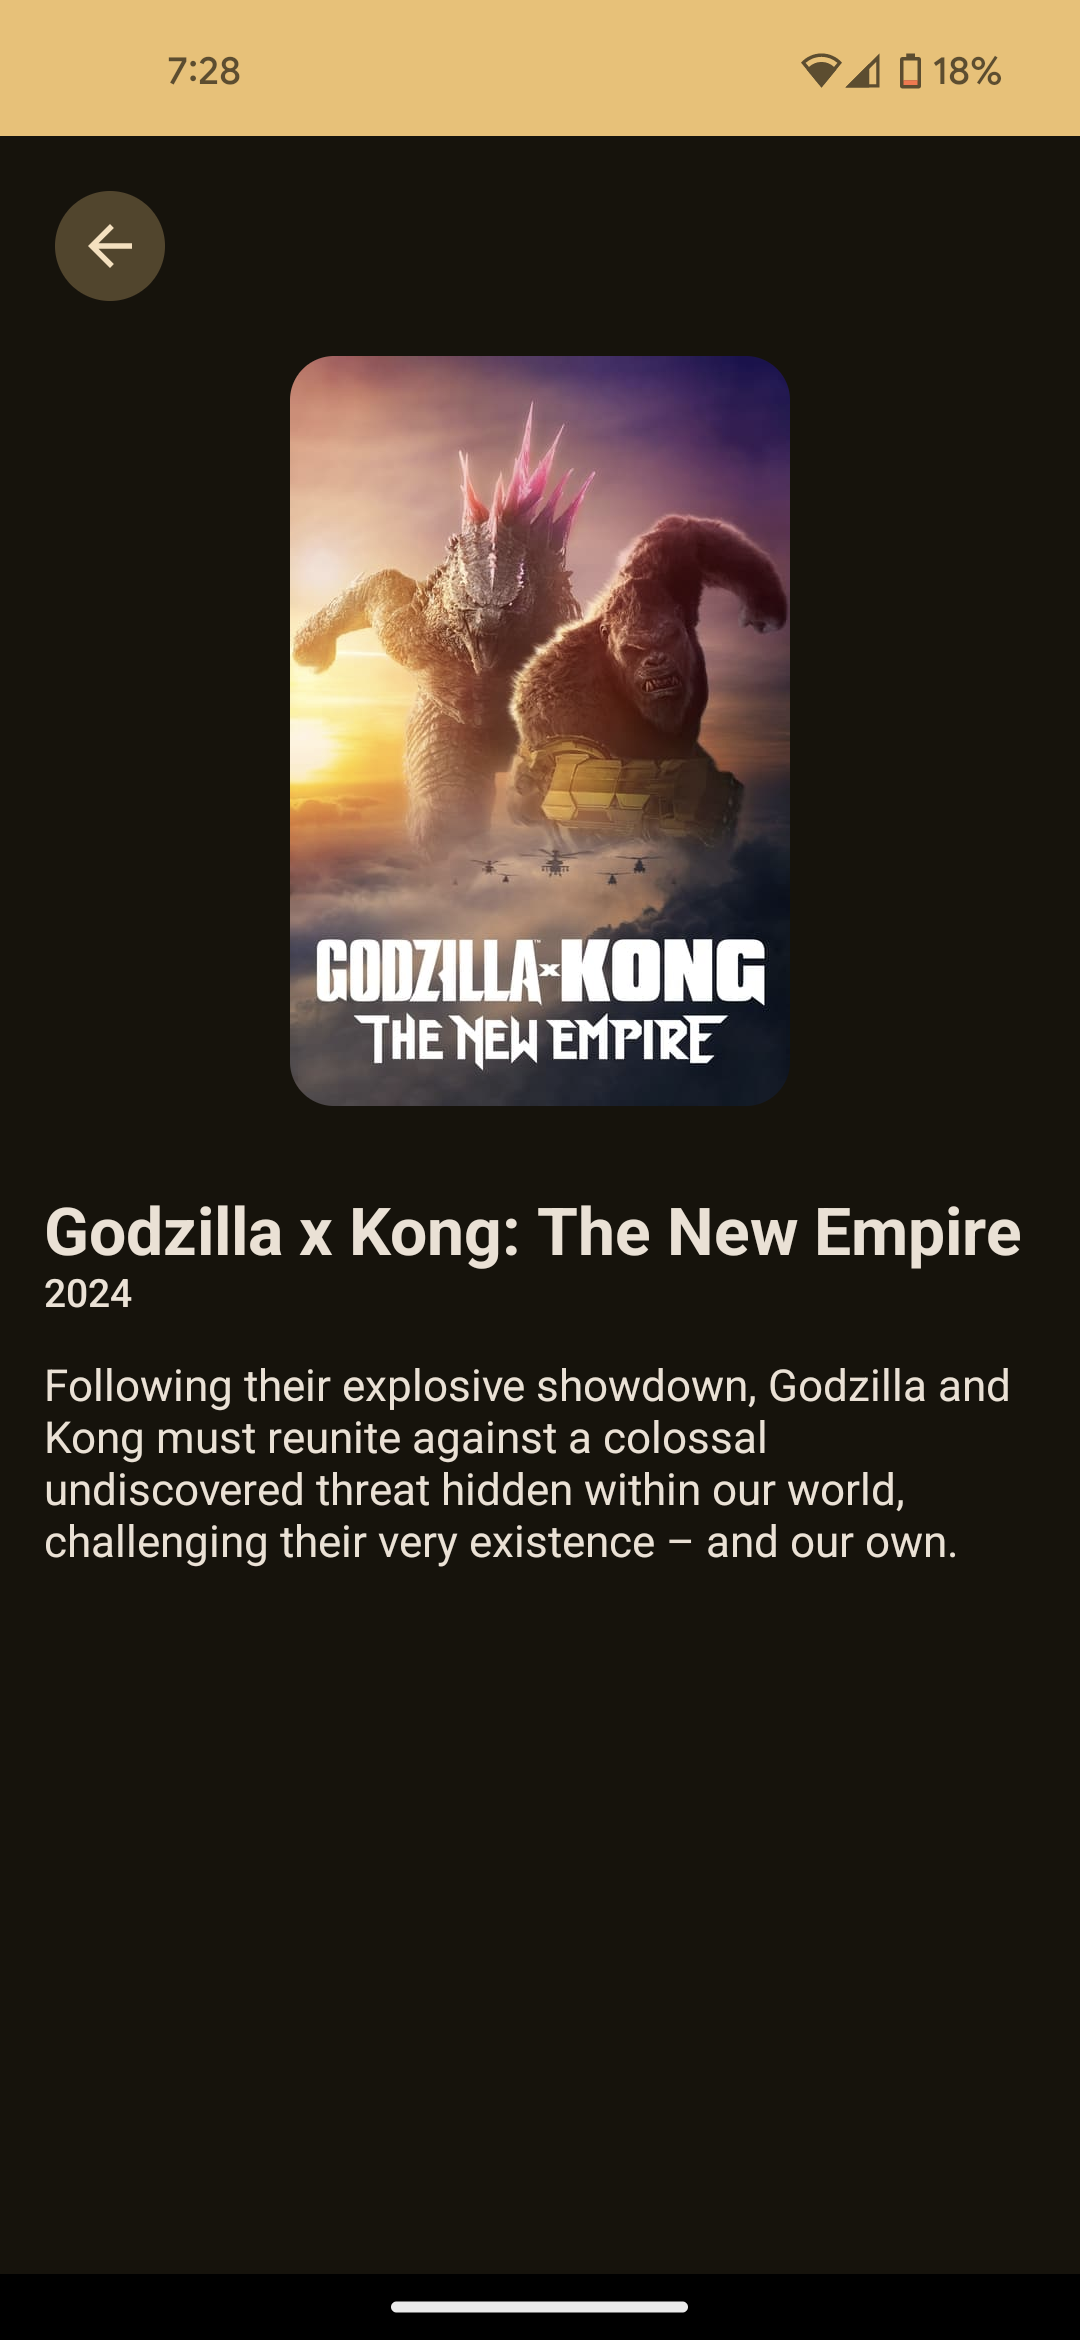 7:28
18%
GODZILLA x KONG
THE NEW EMPIRE
Godzilla x Kong: The New Empire
2024
Following their explosive showdown, Godzilla and
Kong must reunite against a colossal
undiscovered threat hidden within our world,
challenging their very existence – and our own.